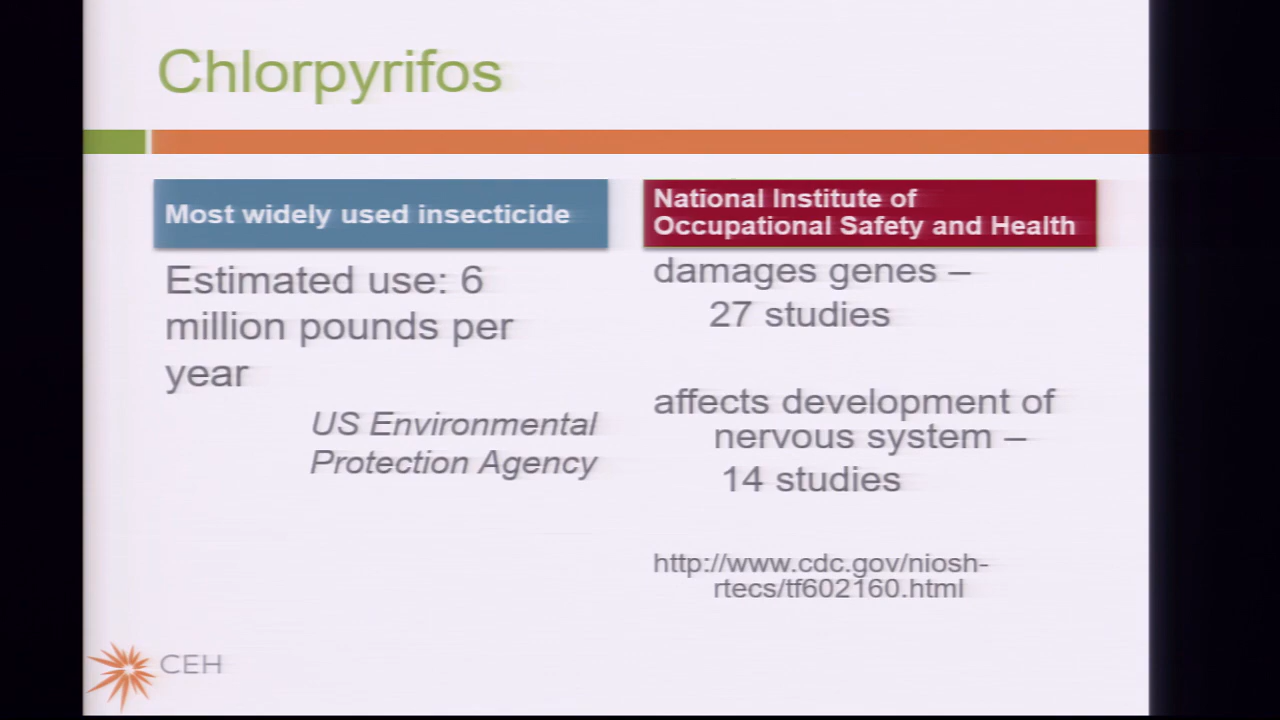 Chlorpyrifos
Most widely used insecticide
Estimated use: 6
million pounds per
year
US Environmental
Protection Agency
National Institute of
Occupational Safety and Health
damages genes –
27 studies
affects development of
nervous system –
14 studies
http://www.cdc.gov/niosh-
rtecs/tf602160.html
CEH